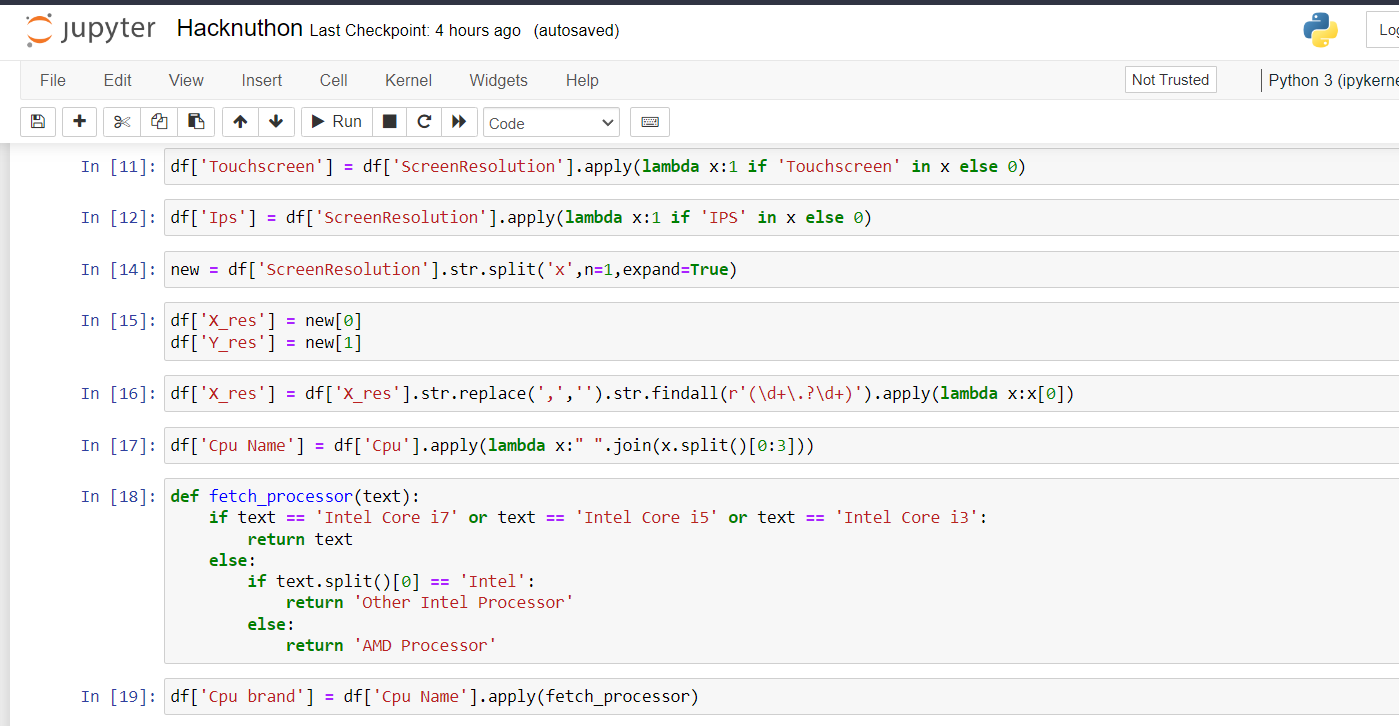 jupyter Hacknuthon Last Checkpoint: 4 hours ago (autosaved)
File Edit View Insert Cell Kernel Widgets Help Not Trusted Python 3 (ipykerne
Run Code
In [11]: df['Touchscreen'] = df['ScreenResolution'].apply(lambda x:1 if 'Touchscreen' in x else 0)
In [12]: df['Ips'] = df['ScreenResolution'].apply(lambda x:1 if 'IPS' in x else 0)
In [14]: new = df['ScreenResolution'].str.split('x',n=1,expand=True)
In [15]: df['X_res'] = new[0]
df['Y_res'] = new[1]
In [16]: df['X_res'] = df['X_res'].str.replace(',','').str.findall(r'(\d+\.?\d+)').apply(lambda x:x[0])
In [17]: df['Cpu Name'] = df['Cpu'].apply(lambda x:" ".join(x.split()[0:3]))
In [18]: def fetch_processor(text):
if text == 'Intel Core i7' or text == 'Intel Core i5' or text == 'Intel Core i3':
return text
else:
if text.split()[0] == 'Intel':
return 'Other Intel Processor'
else:
return 'AMD Processor'
In [19]: df['Cpu brand'] = df['Cpu Name'].apply(fetch_processor)